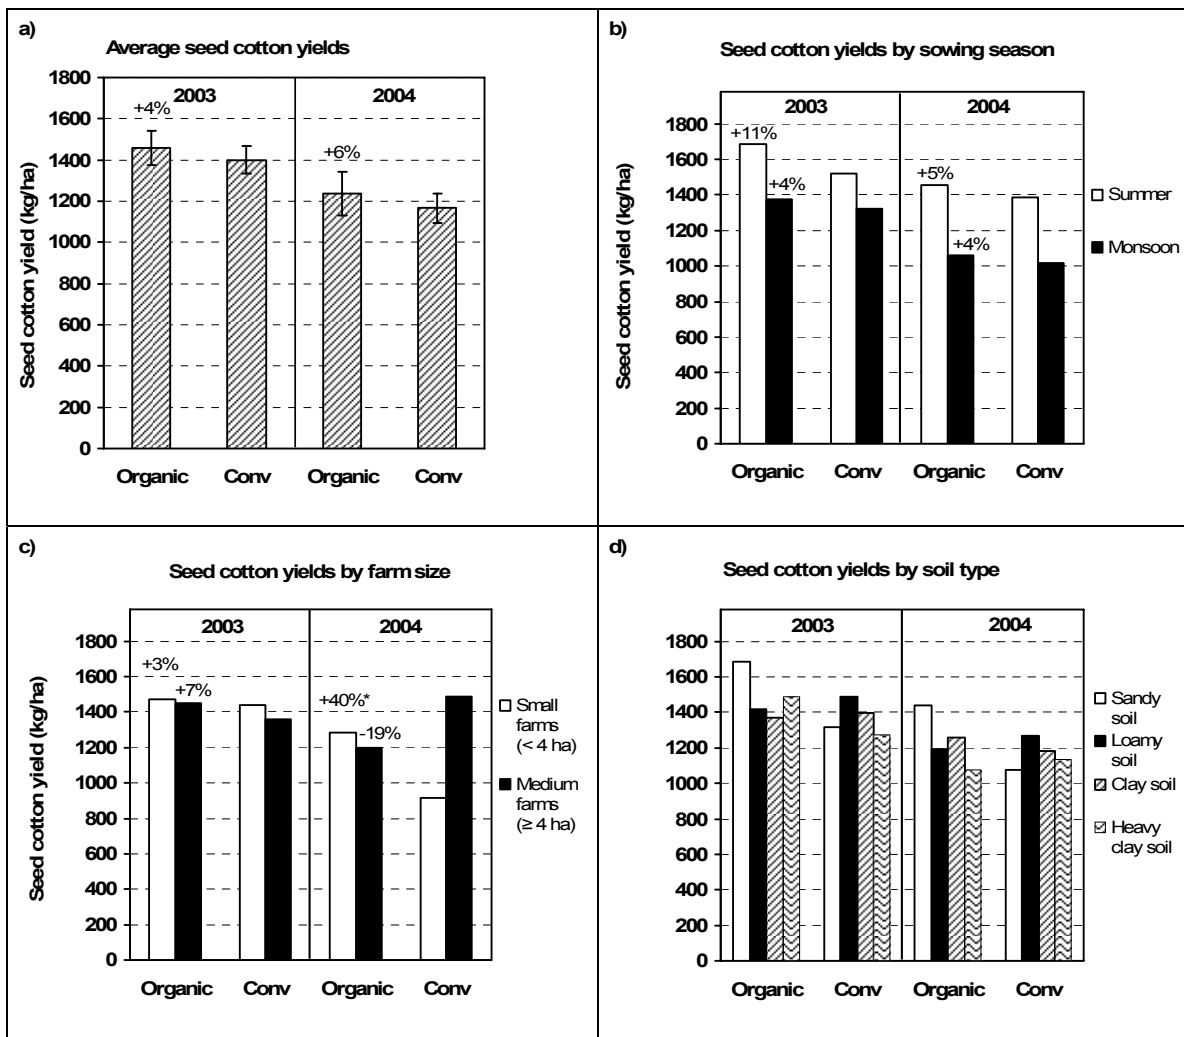 a)
Average seed cotton yields
Seed cotton yield (kg/ha)
1800
1600
1400
1200
1000
800
600
400
200
0
2003
2004
+4%
+6%
Organic Conv Organic Conv
b)
Seed cotton yields by sowing season
Seed cotton yield (kg/ha)
1800
1600
1400
1200
1000
800
600
400
200
0
2003
2004
+11%
+4%
+5%
+4%
Organic Conv Organic Conv
Summer
Monsoon
c)
Seed cotton yields by farm size
Seed cotton yield (kg/ha)
1800
1600
1400
1200
1000
800
600
400
200
0
2003
2004
+3%
+7%
+40%*
-19%
Organic Conv Organic Conv
Small
farms
(< 4 ha)
Medium
farms
(≥ 4 ha)
d)
Seed cotton yields by soil type
1800
1600
1400
1200
1000
800
600
400
200
0
2003
2004
Organic Conv Organic Conv
Sandy
soil
Loamy
soil
Clay soil
Heavy
clay soil